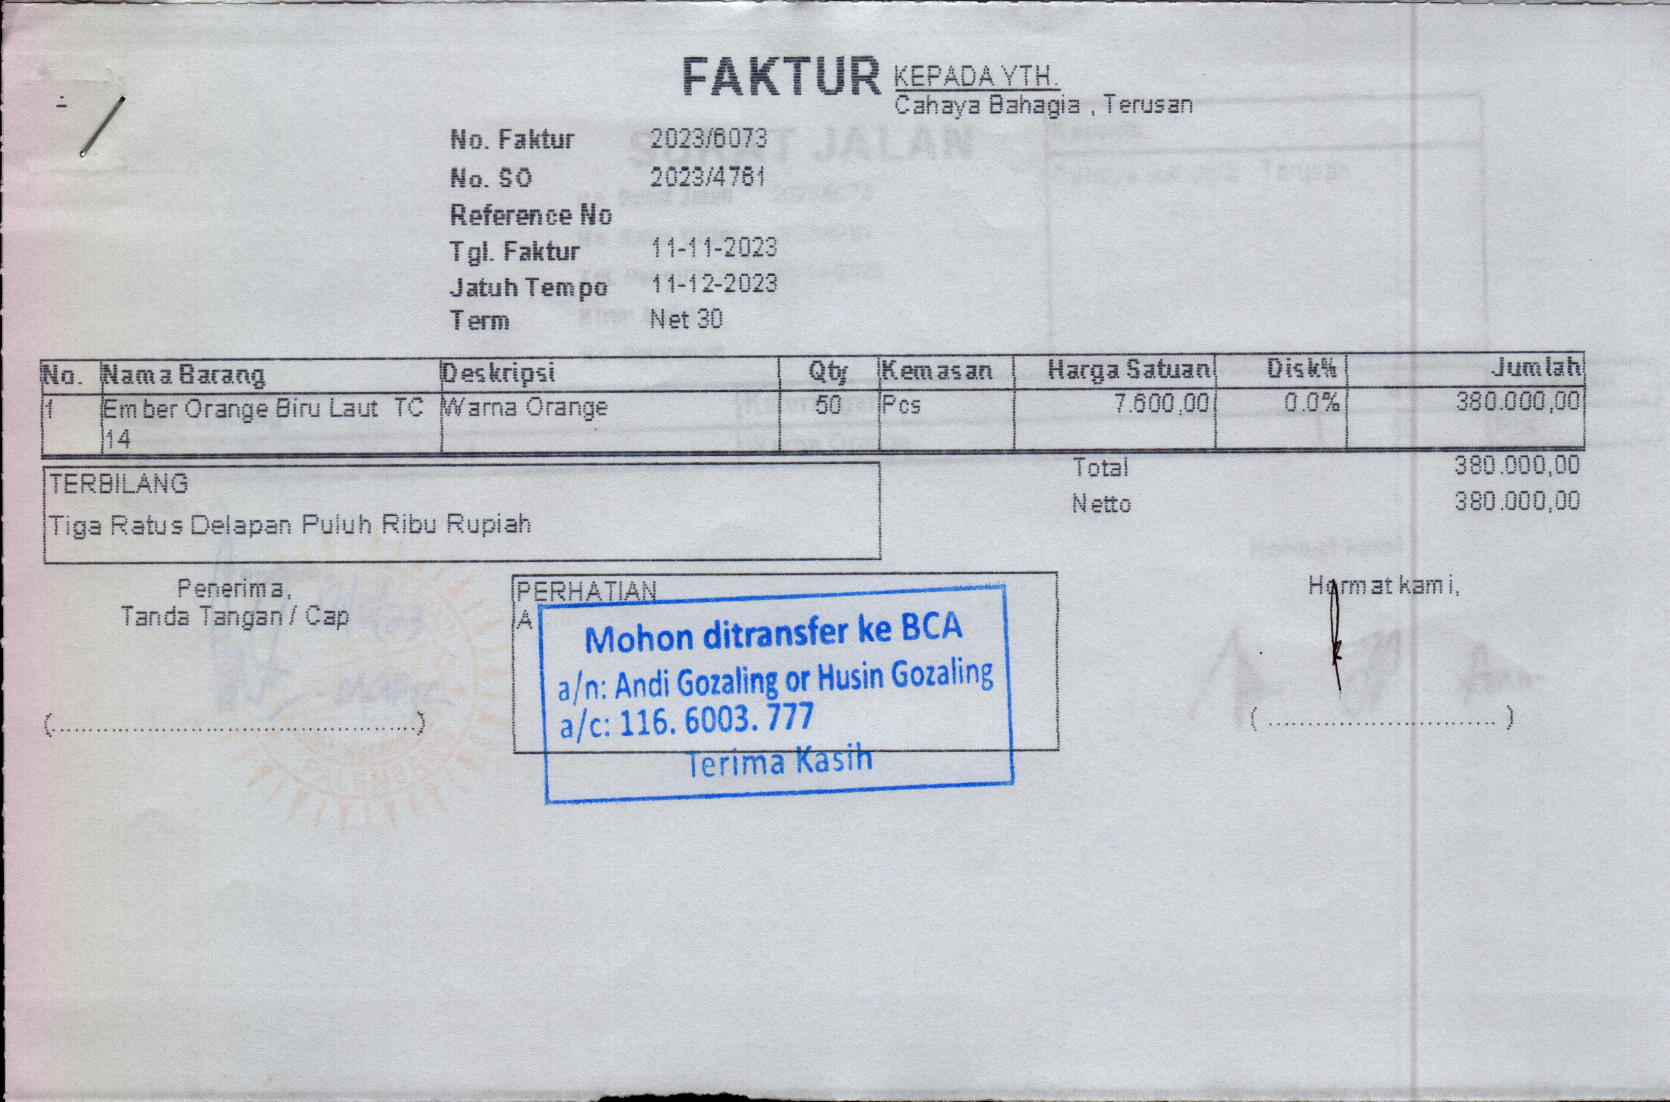 FAKTUR
KEPADA YTH.
Cahaya Bahagia , Terusan
No. Faktur 2023/6073
No. SO 2023/4761
Reference No
Tgl. Faktur 11-11-2023
Jatuh Tempo 11-12-2023
Term Net 30
No. Nama Barang Deskripsi Qty Kemasan Harga Satuan Disk% Jumlah
1 Ember Orange Biru Laut TC Warna Orange 50 Pcs 7.600,00 0.0% 380.000,00
14
Total 380.000,00
Netto 380.000,00
TERBILANG
Tiga Ratus Delapan Puluh Ribu Rupiah
Penerima,
Tanda Tangan / Cap
(................................................)
PERHATIAN
A
Mohon ditransfer ke BCA
a/n: Andi Gozaling or Husin Gozaling
a/c: 116. 6003. 777
Terima Kasih
Hormat kami,
( .............................. )
SURAT JALAN